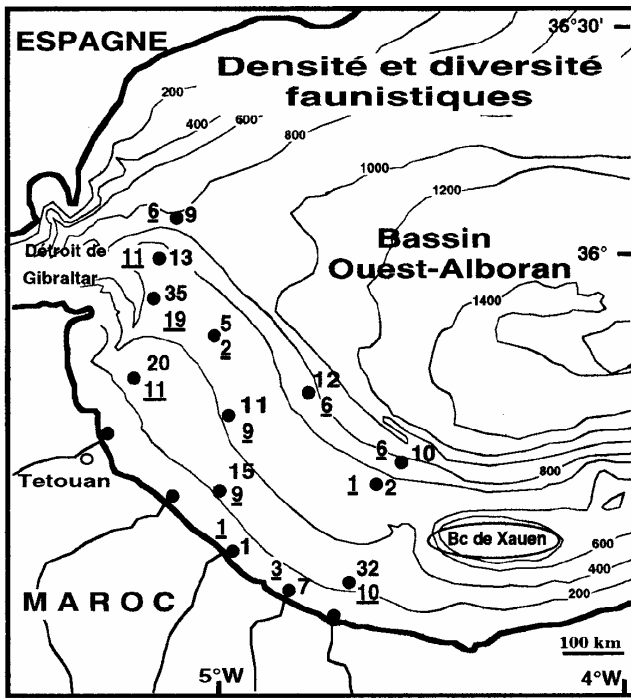 ESPAGNE
36°30'
Densité et diversité
faunistiques
200
400
600
800
1000
1200
6 9
Détroit de
Gibraltar
11 13
Bassin
Ouest-Alboran
36°
35
19
1400
5
2
20
11
12
6
11
9
6 10
800
Tetouan
15
9
1 2
1
1
Bc de Xauen
600
400
200
3
7
32
10
MAROC
100 km
5°W
4°W